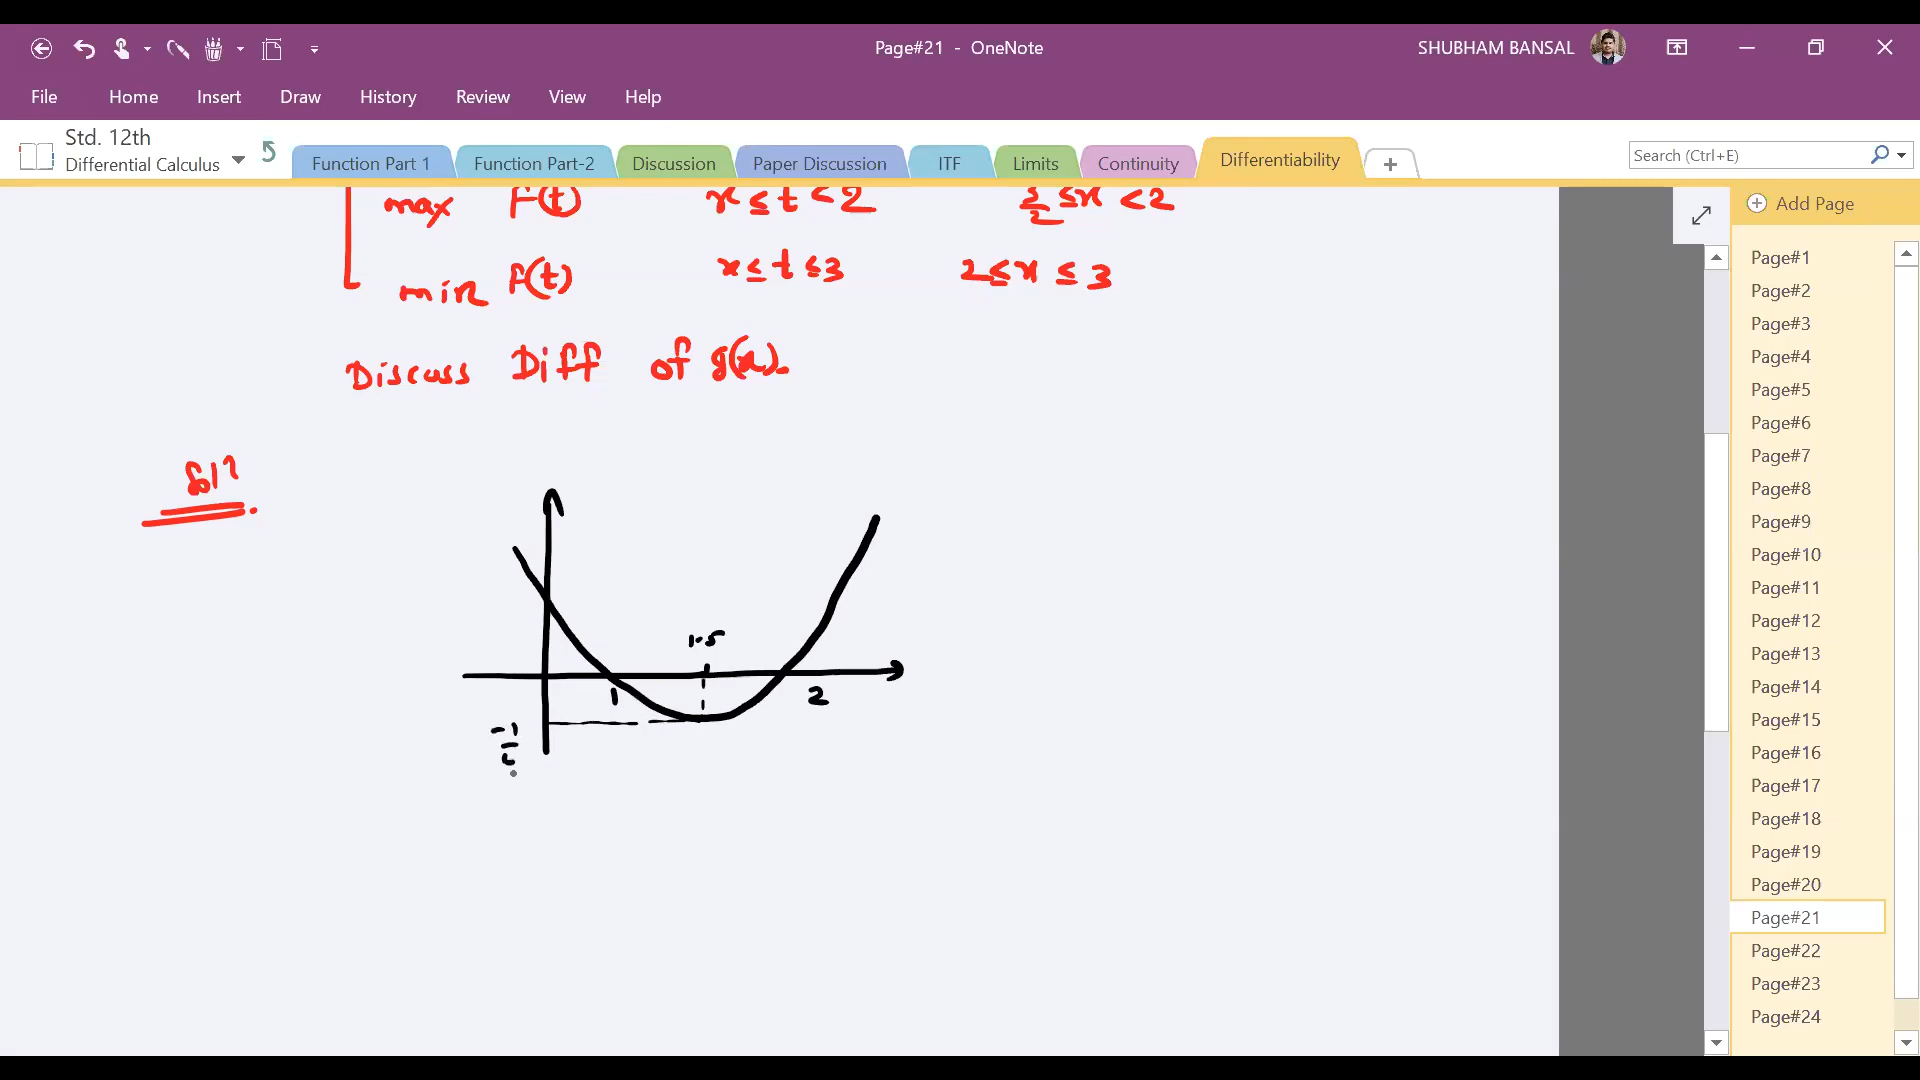 Page#21 - OneNote
SHUBHAM BANSAL
File Home Insert Draw History Review View Help
Std. 12th
Differential Calculus
Function Part 1 Function Part-2 Discussion Paper Discussion ITF Limits Continuity Differentiability
Search (Ctrl+E)
max F(t) x ≤ t < 2 3/2 ≤ x < 2
min F(t) x ≤ t ≤ 3 2 ≤ x ≤ 3
Discuss Diff of g(x).
Sol?
1.5
1
2
-1
Add Page
Page#1
Page#2
Page#3
Page#4
Page#5
Page#6
Page#7
Page#8
Page#9
Page#10
Page#11
Page#12
Page#13
Page#14
Page#15
Page#16
Page#17
Page#18
Page#19
Page#20
Page#21
Page#22
Page#23
Page#24